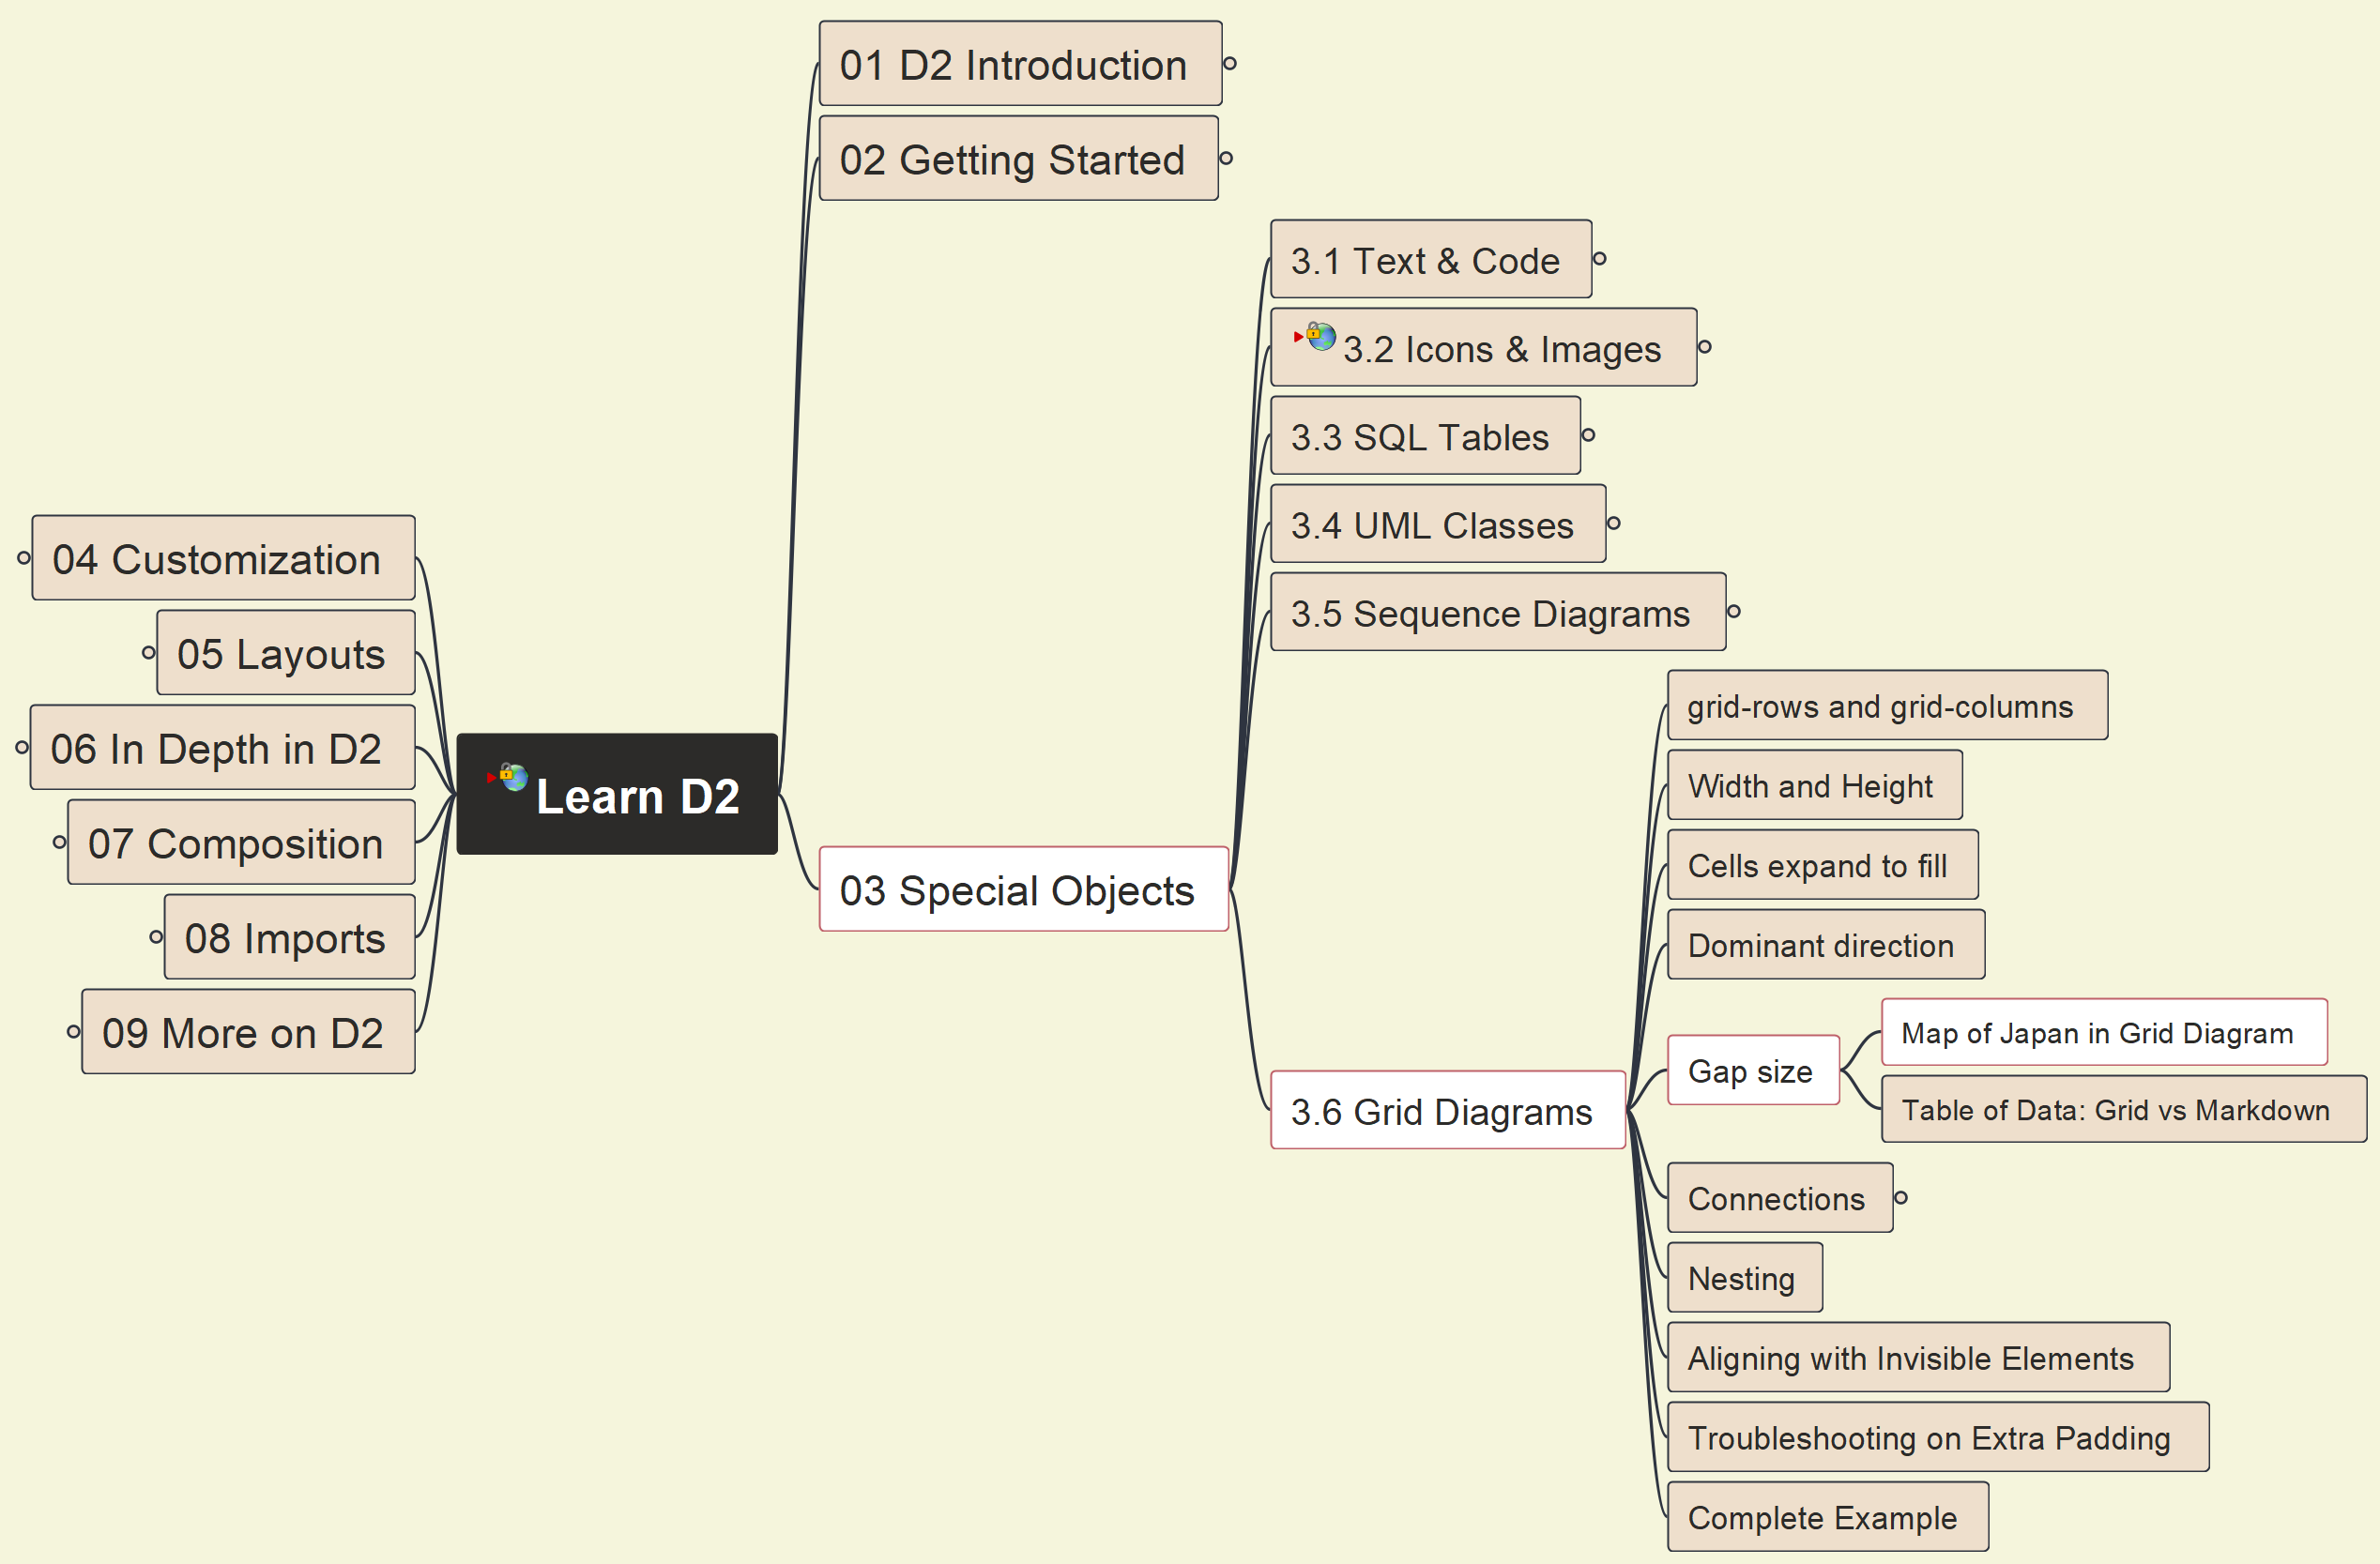 Learn D2
01 D2 Introduction
02 Getting Started
03 Special Objects
3.1 Text & Code
3.2 Icons & Images
3.3 SQL Tables
3.4 UML Classes
3.5 Sequence Diagrams
3.6 Grid Diagrams
grid-rows and grid-columns
Width and Height
Cells expand to fill
Dominant direction
Gap size
Map of Japan in Grid Diagram
Table of Data: Grid vs Markdown
Connections
Nesting
Aligning with Invisible Elements
Troubleshooting on Extra Padding
Complete Example
04 Customization
05 Layouts
06 In Depth in D2
07 Composition
08 Imports
09 More on D2